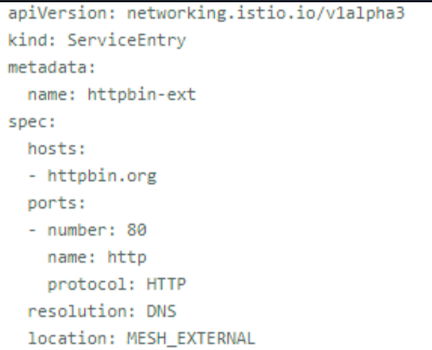 apiVersion: networking.istio.io/v1alpha3
kind: ServiceEntry
metadata:
  name: httpbin-ext
spec:
  hosts:
  - httpbin.org
  ports:
  - number: 80
    name: http
    protocol: HTTP
  resolution: DNS
  location: MESH_EXTERNAL